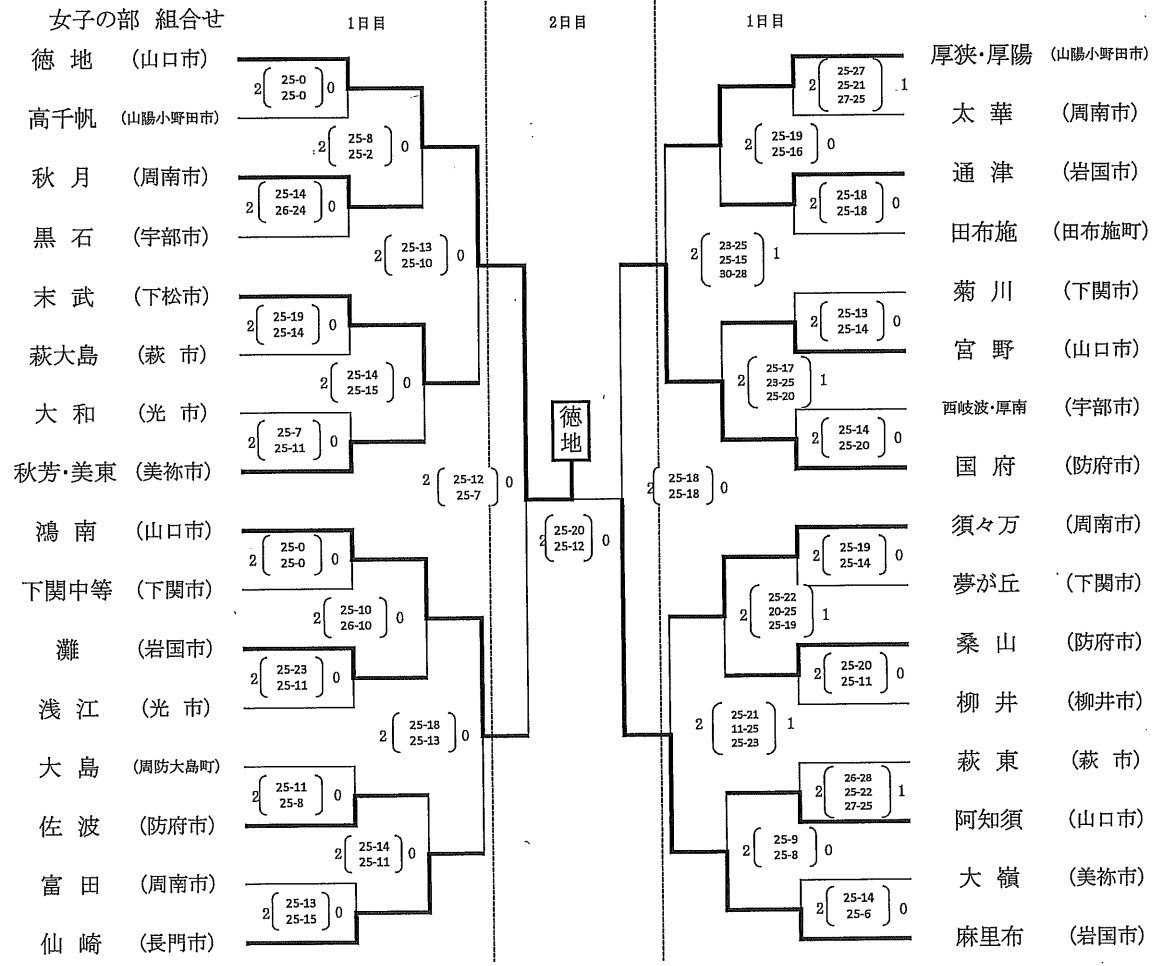 女子の部 組合せ
1日目
2日目
1日目
徳 地 (山口市)
2 25-0 0
25-0
高千帆 (山陽小野田市)
2 25-8 0
25-2
秋 月 (周南市)
2 25-14 0
26-24
黒 石 (宇部市)
2 25-13 0
25-10
末 武 (下松市)
2 25-19 0
25-14
萩大島 (萩 市)
2 25-14 0
25-15
大 和 (光 市)
2 25-7 0
25-11
秋芳・美東 (美祢市)
2 25-12 0
25-7
鴻 南 (山口市)
2 25-0 0
25-0
下関中等 (下関市)
2 25-10 0
26-10
灘 (岩国市)
2 25-23 0
25-11
浅 江 (光 市)
2 25-18 0
25-13
大 島 (周防大島町)
2 25-11 0
25-8
佐 波 (防府市)
2 25-14 0
25-11
富 田 (周南市)
2 25-13 0
25-15
仙 崎 (長門市)
徳地
2 25-20 0
25-12
厚狭・厚陽 (山陽小野田市)
2 25-27 1
25-21
27-25
太 華 (周南市)
2 25-19 0
25-16
通 津 (岩国市)
2 25-18 0
25-18
田布施 (田布施町)
2 23-25 1
25-15
30-28
菊 川 (下関市)
2 25-13 0
25-14
宮 野 (山口市)
2 25-17 1
23-25
25-20
西岐波・厚南 (宇部市)
2 25-14 0
25-20
国 府 (防府市)
2 25-18 0
25-18
須々万 (周南市)
2 25-19 0
25-14
夢が丘 (下関市)
2 25-22 1
20-25
25-19
桑 山 (防府市)
2 25-20 0
25-11
柳 井 (柳井市)
2 25-21 1
11-25
25-23
萩 東 (萩 市)
2 26-28 1
25-22
27-25
阿知須 (山口市)
2 25-9 0
25-8
大 嶺 (美祢市)
2 25-14 0
25-6
麻里布 (岩国市)